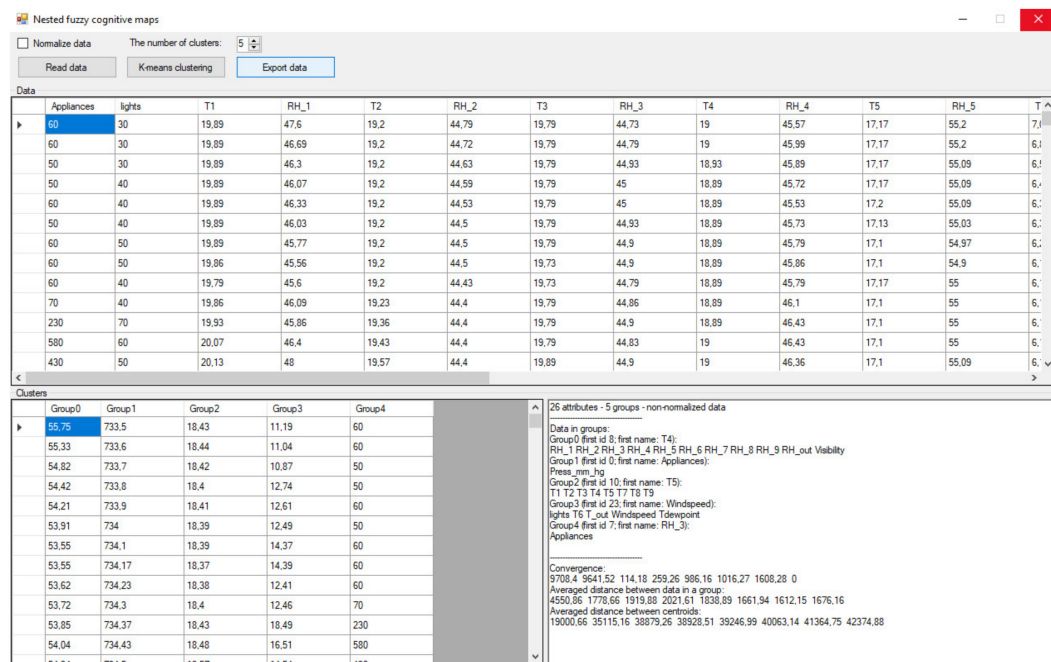 Nested fuzzy cognitive maps
Nomalize data The number of clusters: 5
Read data K-means clustering Export data
Data
Appliances lights T1 RH_1 T2 RH_2 T3 RH_3 T4 RH_4 T5 RH_5
60 30 19,89 47,6 19,2 44,79 19,79 44,73 19 45,57 17,17 55,2
60 30 19,89 46,69 19,2 44,72 19,79 44,79 19 45,99 17,17 55,2
50 30 19,89 46,3 19,2 44,63 19,79 44,93 18,93 45,89 17,17 55,09
50 40 19,89 46,07 19,2 44,59 19,79 45 18,89 45,72 17,17 55,09
60 40 19,89 46,33 19,2 44,53 19,79 45 18,89 45,53 17,2 55,09
50 40 19,89 46,03 19,2 44,5 19,79 44,93 18,89 45,73 17,13 55,03
60 50 19,89 45,77 19,2 44,5 19,79 44,9 18,89 45,79 17,1 54,97
60 50 19,86 45,56 19,2 44,5 19,73 44,9 18,89 45,86 17,1 54,9
60 40 19,79 45,6 19,2 44,43 19,73 44,79 18,89 45,79 17,17 55
70 40 19,86 46,09 19,23 44,4 19,79 44,86 18,89 46,1 17,1 55
230 70 19,93 45,86 19,36 44,4 19,79 44,9 18,89 46,43 17,1 55
580 60 20,07 46,4 19,43 44,4 19,79 44,83 19 46,43 17,1 55
430 50 20,13 48 19,57 44,4 19,89 44,9 19 46,36 17,1 55,09
Clusters
Group0 Group1 Group2 Group3 Group4
55,75 733,5 18,43 11,19 60
55,33 733,6 18,44 11,04 60
54,82 733,7 18,42 10,87 50
54,42 733,8 18,4 12,74 50
54,21 733,9 18,41 12,61 60
53,91 734 18,39 12,49 50
53,55 734,1 18,39 14,37 60
53,55 734,17 18,37 14,39 60
53,62 734,23 18,38 12,41 60
53,72 734,3 18,4 12,46 70
53,85 734,37 18,43 18,49 230
54,04 734,43 18,48 16,51 580
26 attributes - 5 groups - non-normalized data
-----------------------------------
Data in groups:
Group0 (first id 8; first name: T4):
RH_1 RH_2 RH_3 RH_4 RH_5 RH_6 RH_7 RH_8 RH_9 RH_out Visibility
Group1 (first id 0; first name: Appliances):
Press_mm_hg
Group2 (first id 10; first name: T5):
T1 T2 T3 T4 T5 T7 T8 T9
Group3 (first id 23; first name: Windspeed):
lights T6 T_out Windspeed Tdewpoint
Group4 (first id 7; first name: RH_3):
Appliances
-----------------------------------
Convergence:
9708,4 9641,52 114,18 259,26 986,16 1016,27 1608,28 0
Averaged distance between data in a group:
4550,86 1778,66 1919,88 2021,61 1838,89 1661,94 1612,15 1676,16
Averaged distance between centroids:
19000,66 35115,16 38879,26 38928,51 39246,99 40063,14 41364,75 42374,88